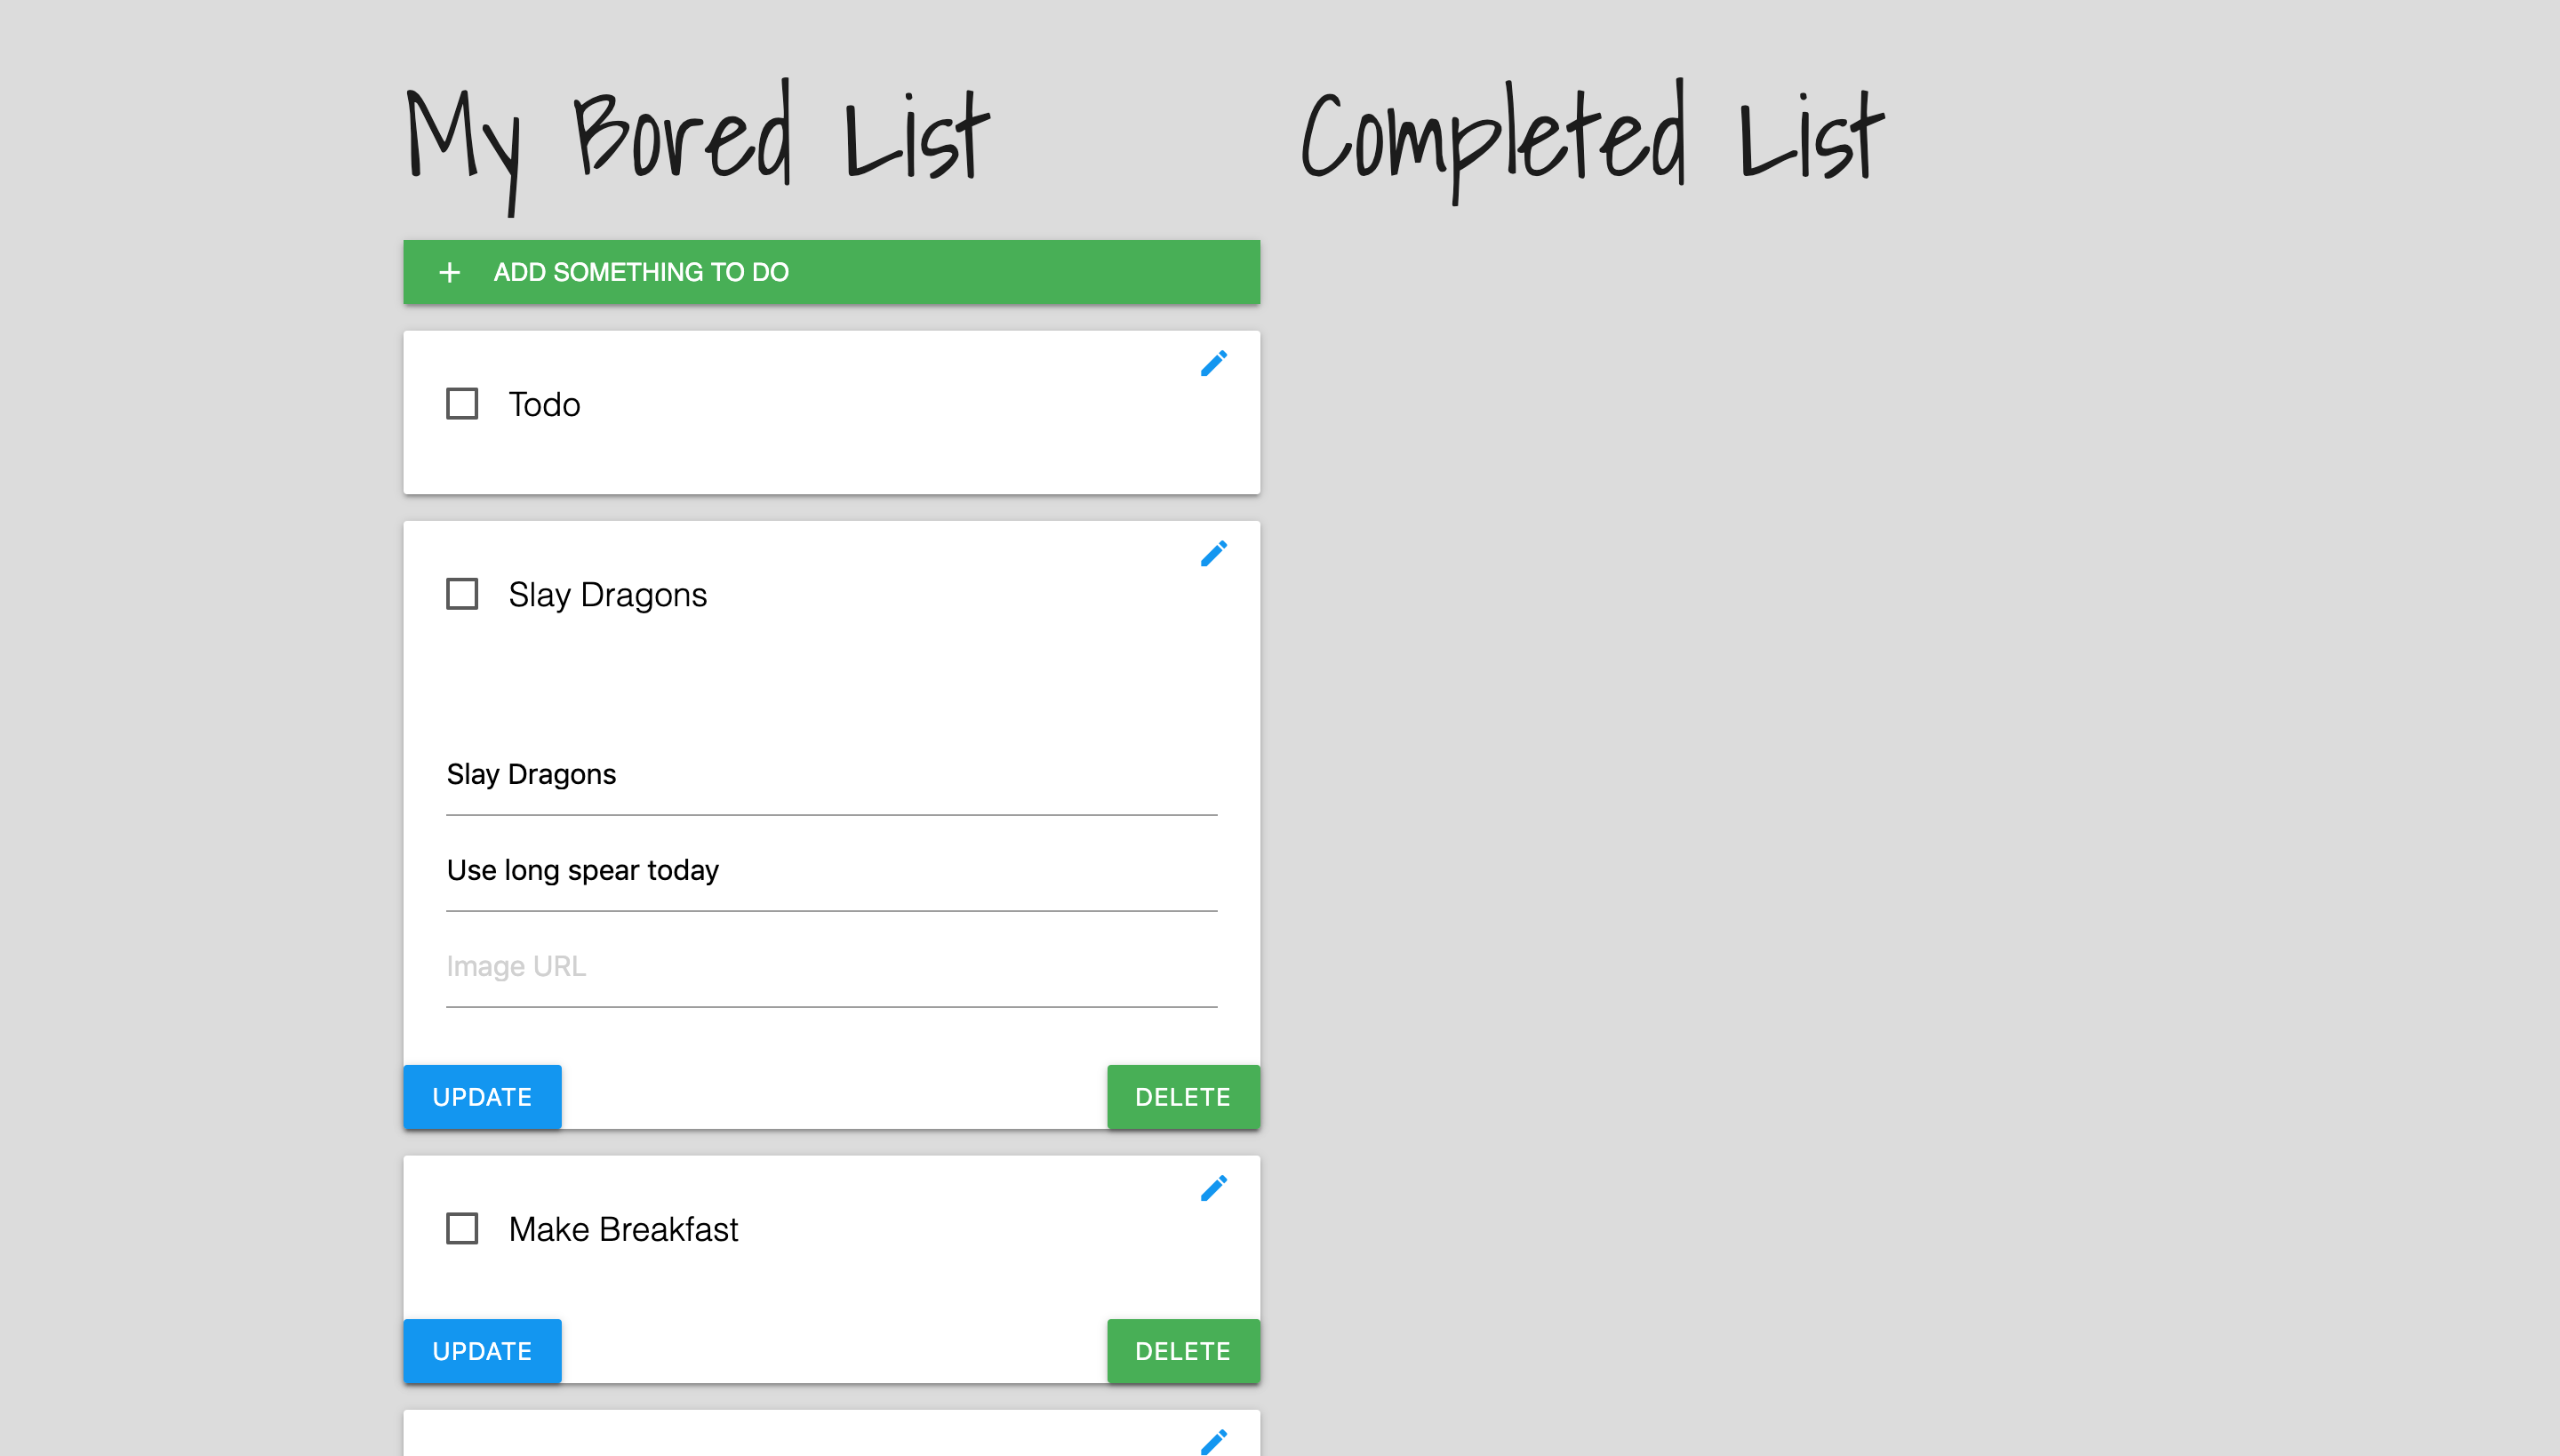 My Bored List
Completed List
ADD SOMETHING TO DO
Todo
Slay Dragons
Slay Dragons
Use long spear today
Image URL
UPDATE
DELETE
Make Breakfast
UPDATE
DELETE